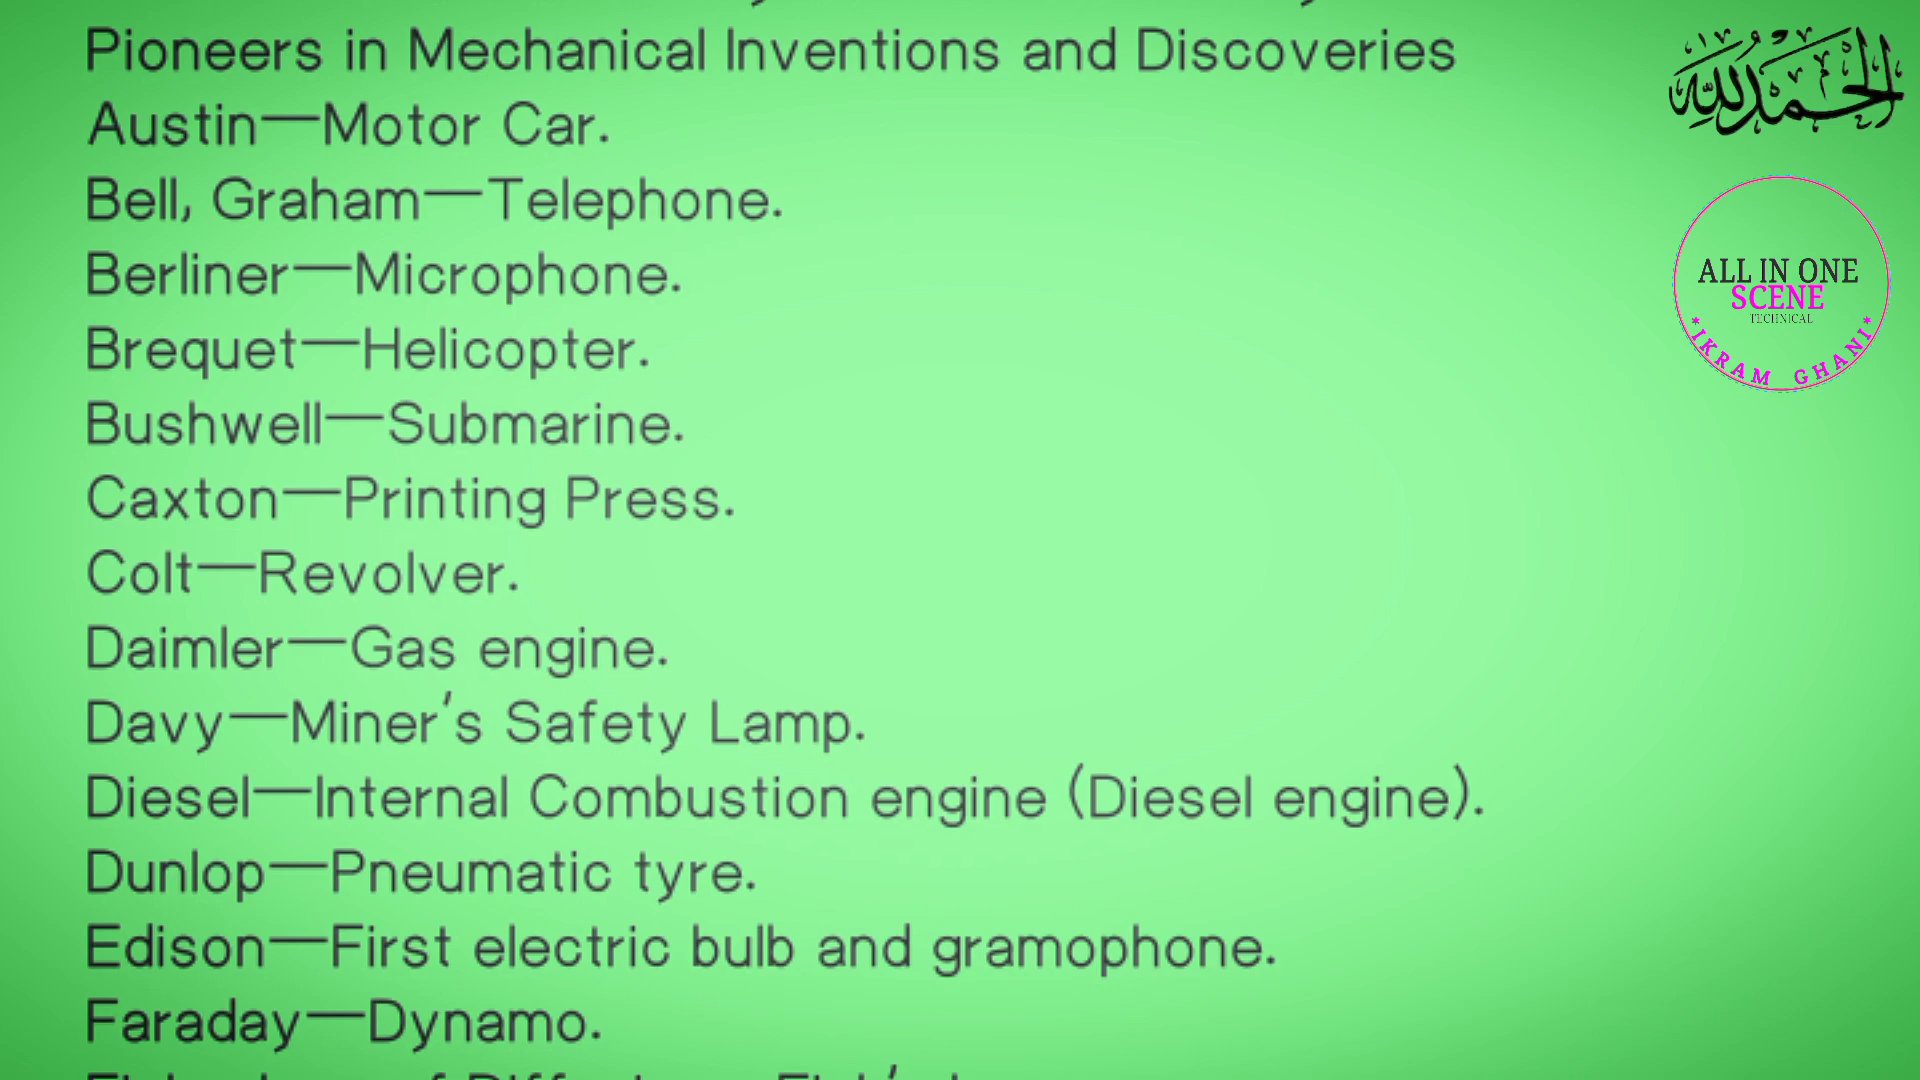 Pioneers in Mechanical Inventions and Discoveries
Austin—Motor Car.
Bell, Graham—Telephone.
Berliner—Microphone.
Brequet—Helicopter.
Bushwell—Submarine.
Caxton—Printing Press.
Colt—Revolver.
Daimler—Gas engine.
Davy—Miner's Safety Lamp.
Diesel—Internal Combustion engine (Diesel engine).
Dunlop—Pneumatic tyre.
Edison—First electric bulb and gramophone.
Faraday—Dynamo.
الحمد لله
ALL IN ONE
SCENE
TECHNICAL
*IKRAM GHANI*